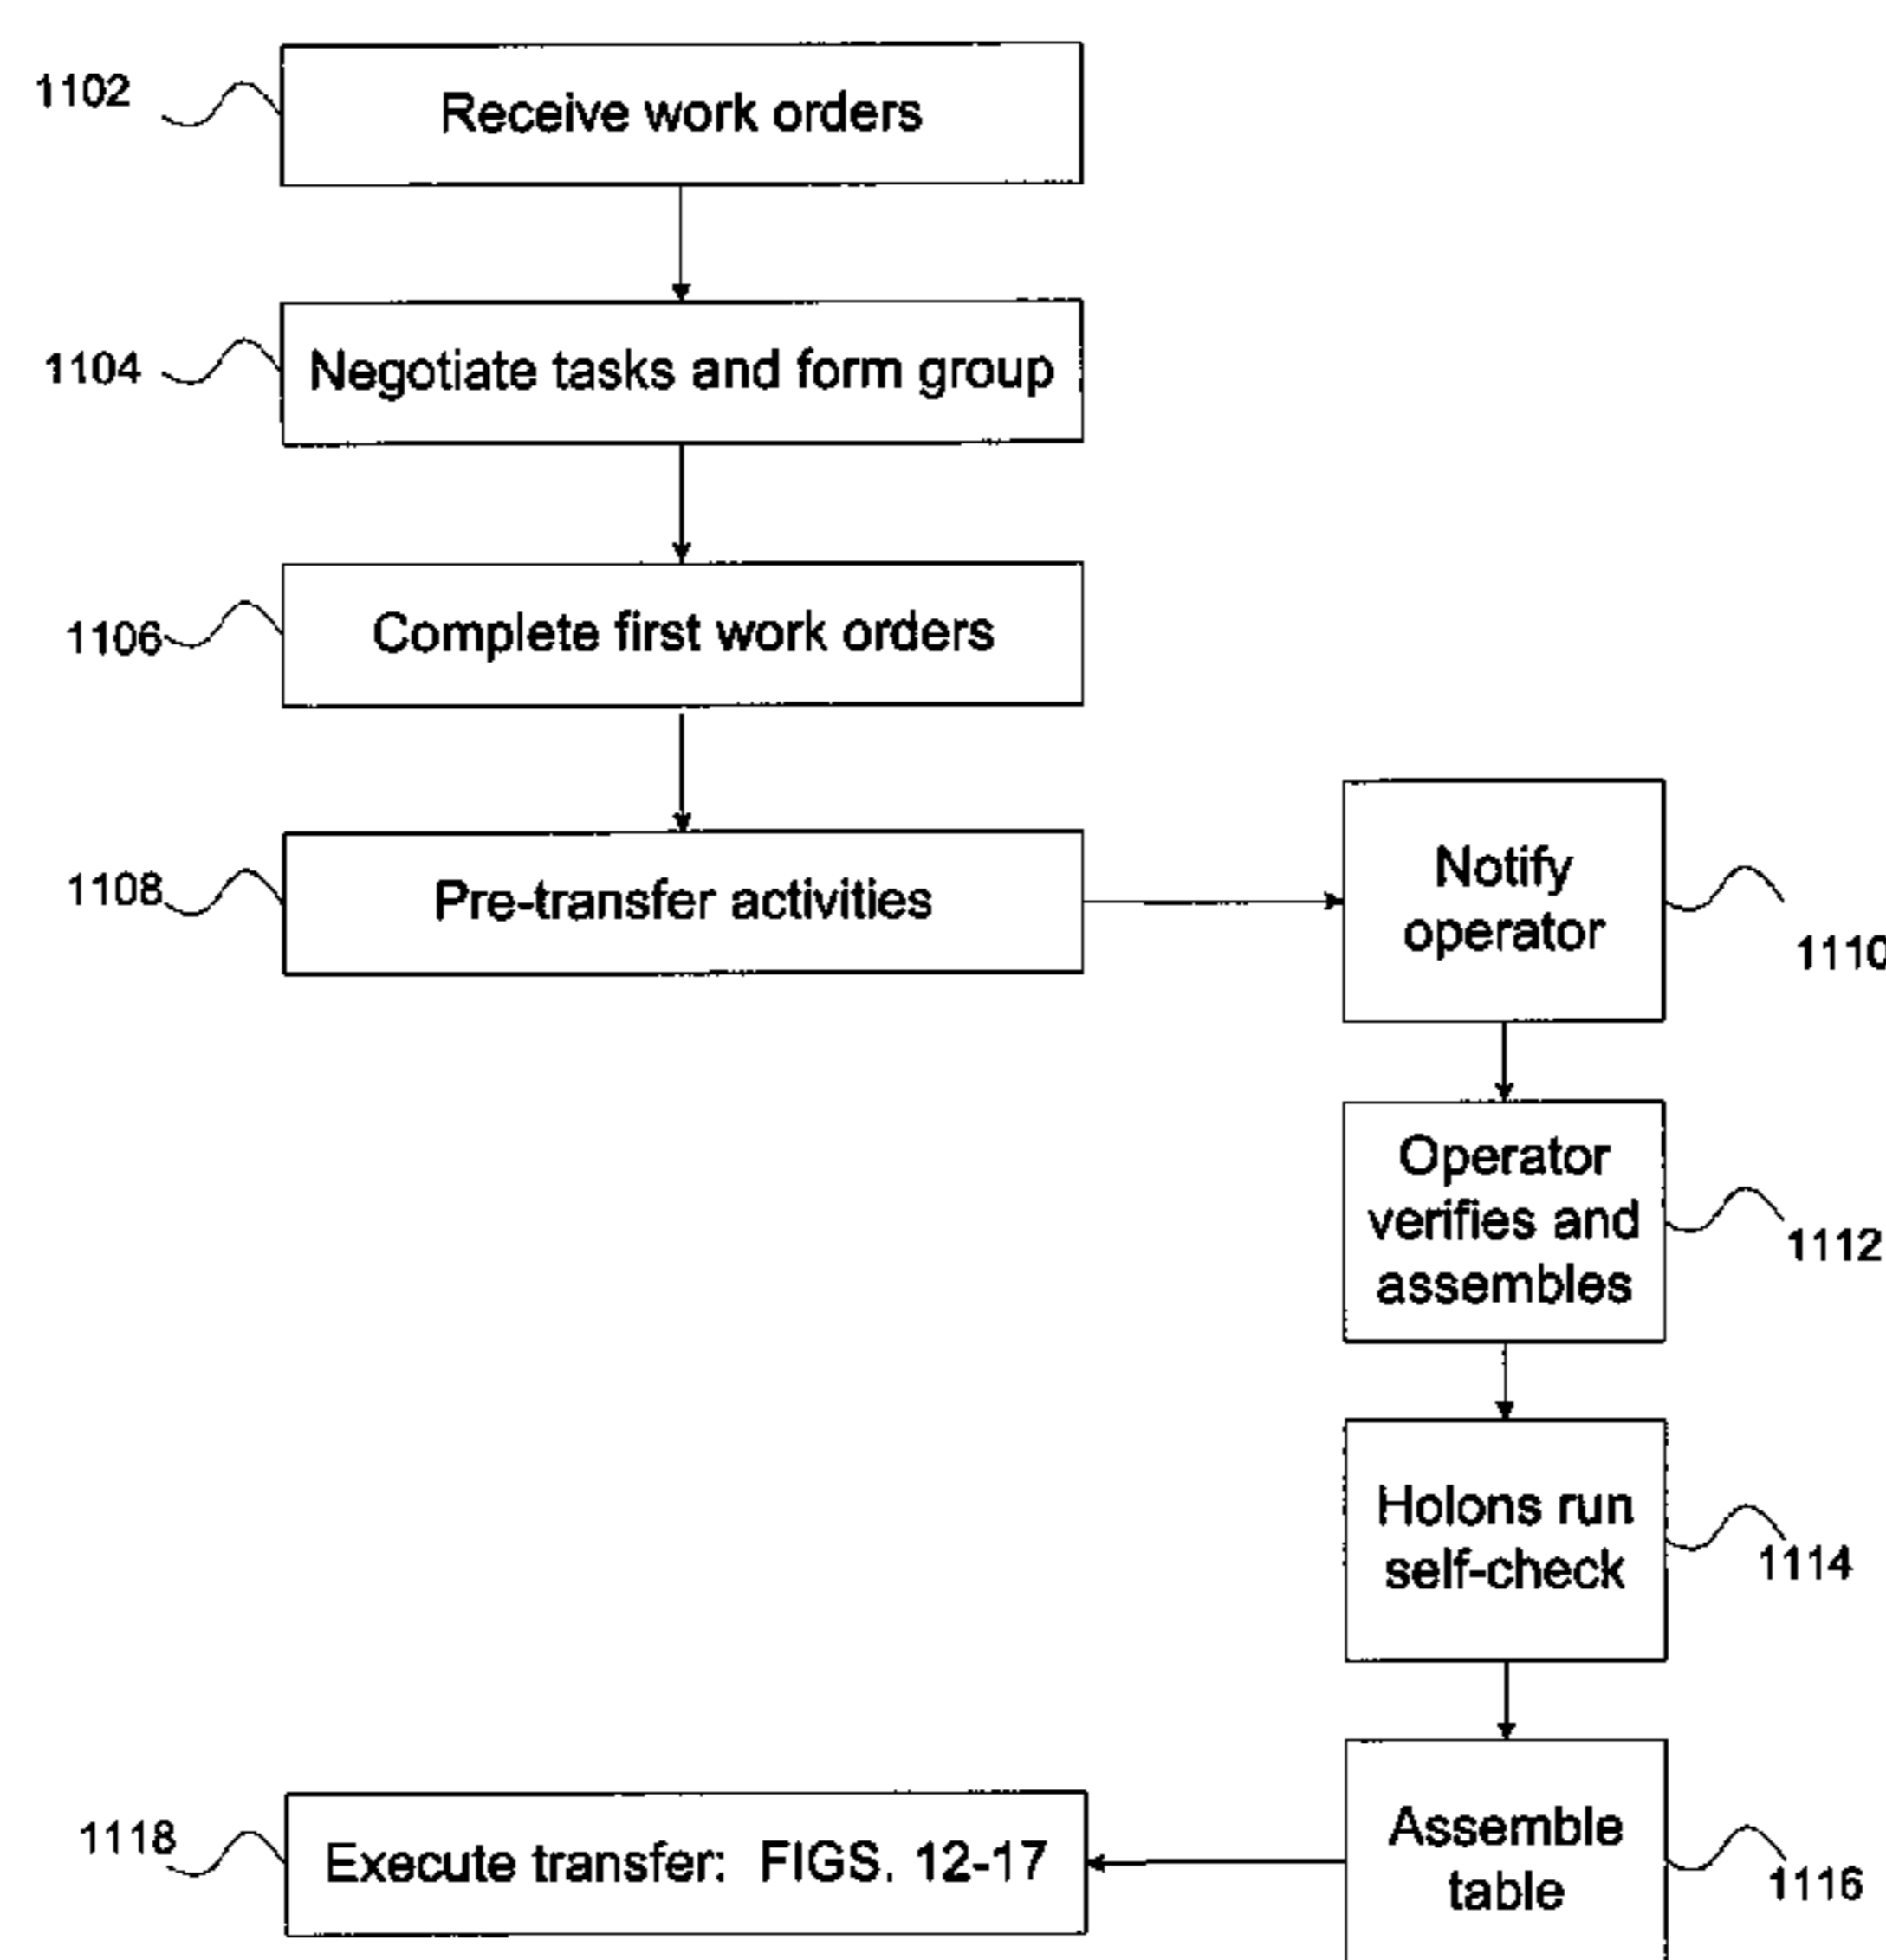 1102
Receive work orders
1104
Negotiate tasks and form group
1106
Complete first work orders
1108
Pre-transfer activities
Notify
operator
1110
Operator
verifies and
assembles
1112
Holons run
self-check
1114
Assemble
table
1116
1118
Execute transfer: FIGS. 12-17